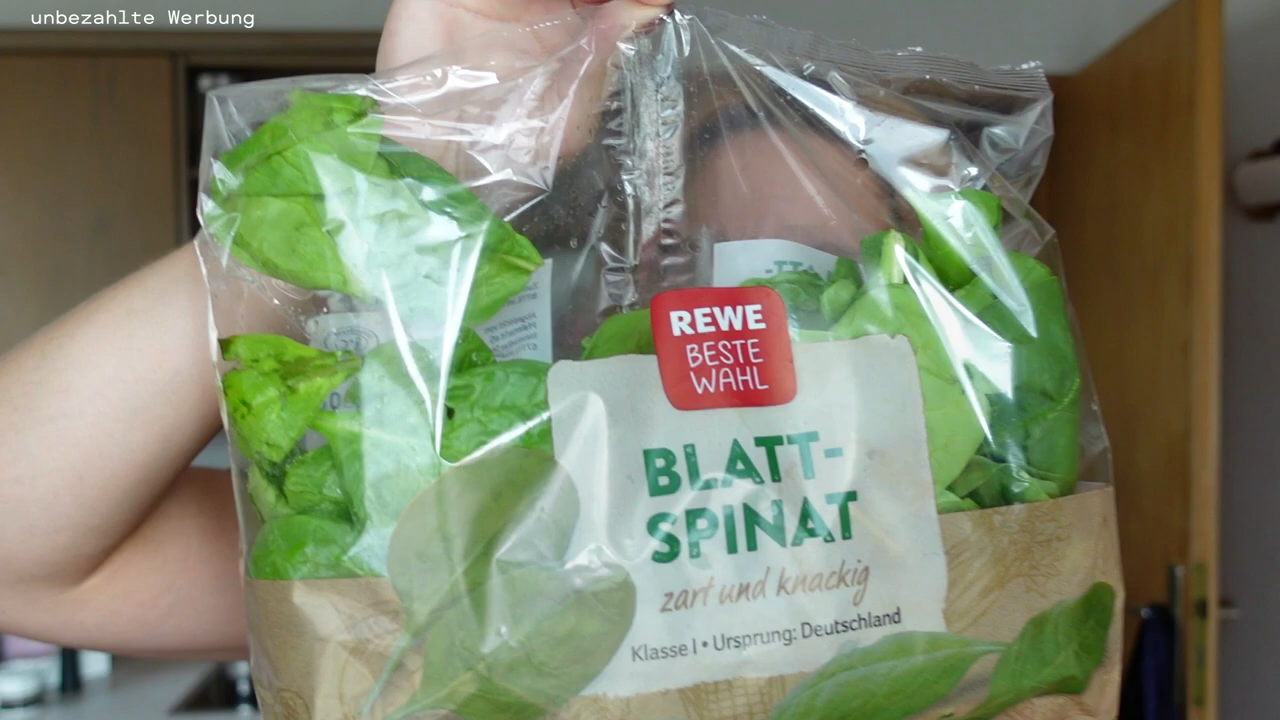 unbezahlte Werbung
REWE
BESTE
WAHL
BLATT-
SPINAT
zart und knackig
Klasse I • Ursprung: Deutschland